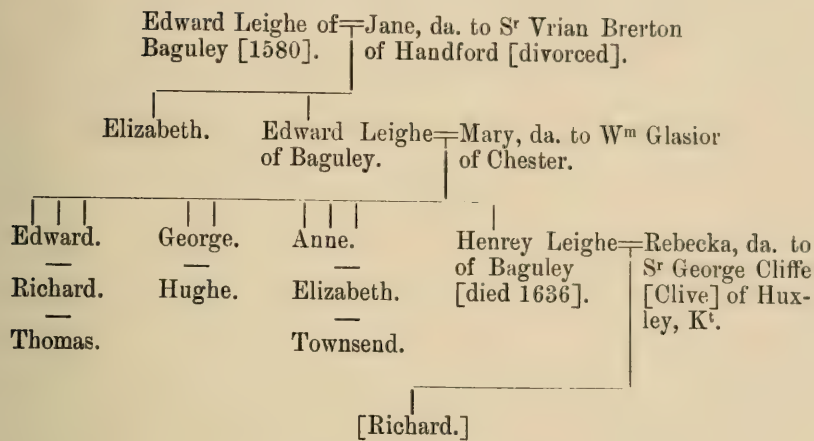 Edward Leighe of Jane, da. to Sʳ Vrian Brerton
Baguley [1580]. of Handford [divorced].
Elizabeth. Edward Leighe Mary, da. to Wᵐ Glasior
of Baguley. of Chester.
Edward. George. Anne. Henrey Leighe Rebecka, da. to
of Baguley Sʳ George Cliffe
Richard. Hughe. Elizabeth. [died 1636]. [Clive] of Hux-
ley, Kᵗ.
Thomas. Townsend.
[Richard.]